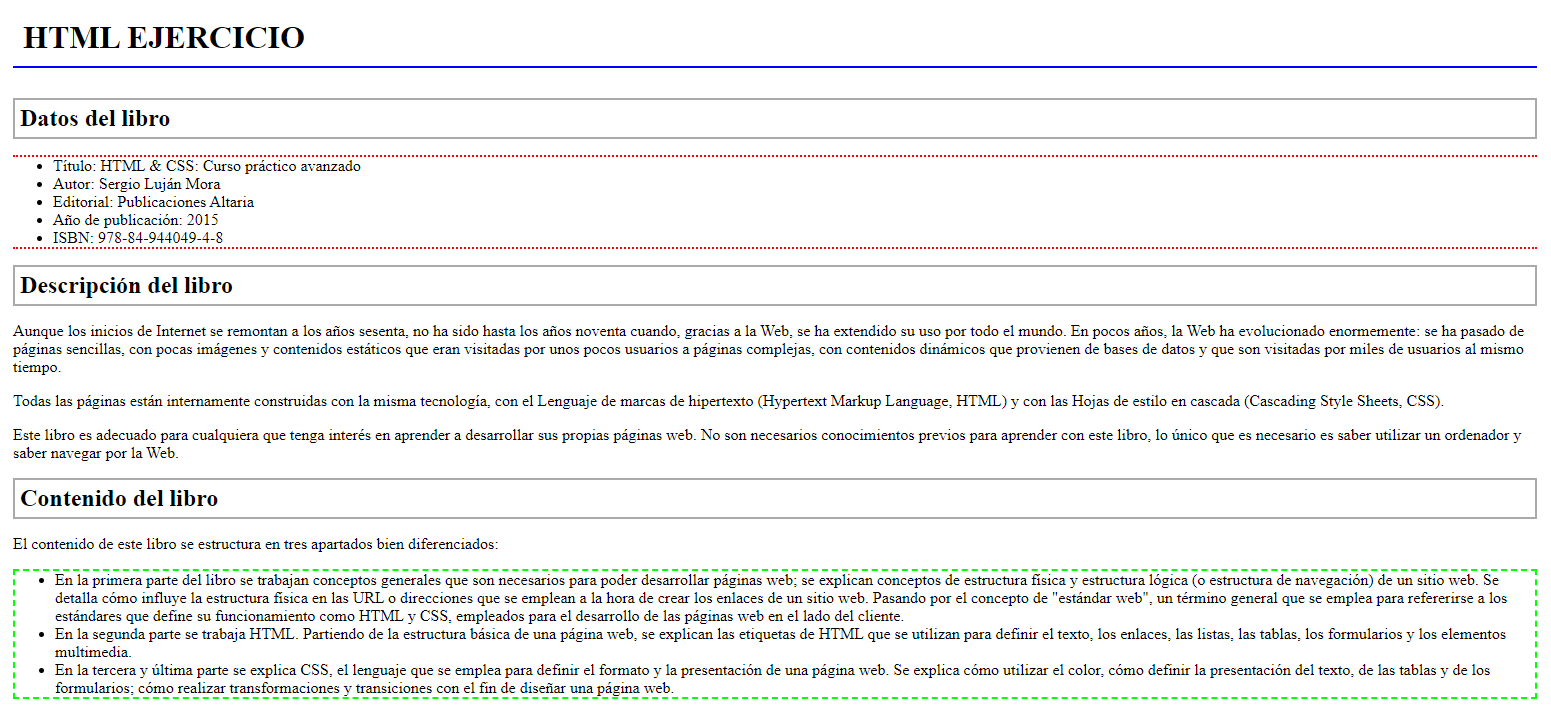 HTML EJERCICIO
Datos del libro
Título: HTML & CSS: Curso práctico avanzado
Autor: Sergio Luján Mora
Editorial: Publicaciones Altaria
Año de publicación: 2015
ISBN: 978-84-944049-4-8
Descripción del libro
Aunque los inicios de Internet se remontan a los años sesenta, no ha sido hasta los años noventa cuando, gracias a la Web, se ha extendido su uso por todo el mundo. En pocos años, la Web ha evolucionado enormemente: se ha pasado de
páginas sencillas, con pocas imágenes y contenidos estáticos que eran visitadas por unos pocos usuarios a páginas complejas, con contenidos dinámicos que provienen de bases de datos y que son visitadas por miles de usuarios al mismo
tiempo.
Todas las páginas están internamente construidas con la misma tecnología, con el Lenguaje de marcas de hipertexto (Hypertext Markup Language, HTML) y con las Hojas de estilo en cascada (Cascading Style Sheets, CSS).
Este libro es adecuado para cualquiera que tenga interés en aprender a desarrollar sus propias páginas web. No son necesarios conocimientos previos para aprender con este libro, lo único que es necesario es saber utilizar un ordenador y
saber navegar por la Web.
Contenido del libro
El contenido de este libro se estructura en tres apartados bien diferenciados:
En la primera parte del libro se trabajan conceptos generales que son necesarios para poder desarrollar páginas web; se explican conceptos de estructura física y estructura lógica (o estructura de navegación) de un sitio web. Se
detalla cómo influye la estructura física en las URL o direcciones que se emplean a la hora de crear los enlaces de un sitio web. Pasando por el concepto de "estándar web", un término general que se emplea para refererirse a los
estándares que define su funcionamiento como HTML y CSS, empleados para el desarrollo de las páginas web en el lado del cliente.
En la segunda parte se trabaja HTML. Partiendo de la estructura básica de una página web, se explican las etiquetas de HTML que se utilizan para definir el texto, los enlaces, las listas, las tablas, los formularios y los elementos
multimedia.
En la tercera y última parte se explica CSS, el lenguaje que se emplea para definir el formato y la presentación de una página web. Se explica cómo utilizar el color, cómo definir la presentación del texto, de las tablas y de los
formularios; cómo realizar transformaciones y transiciones con el fin de diseñar una página web.